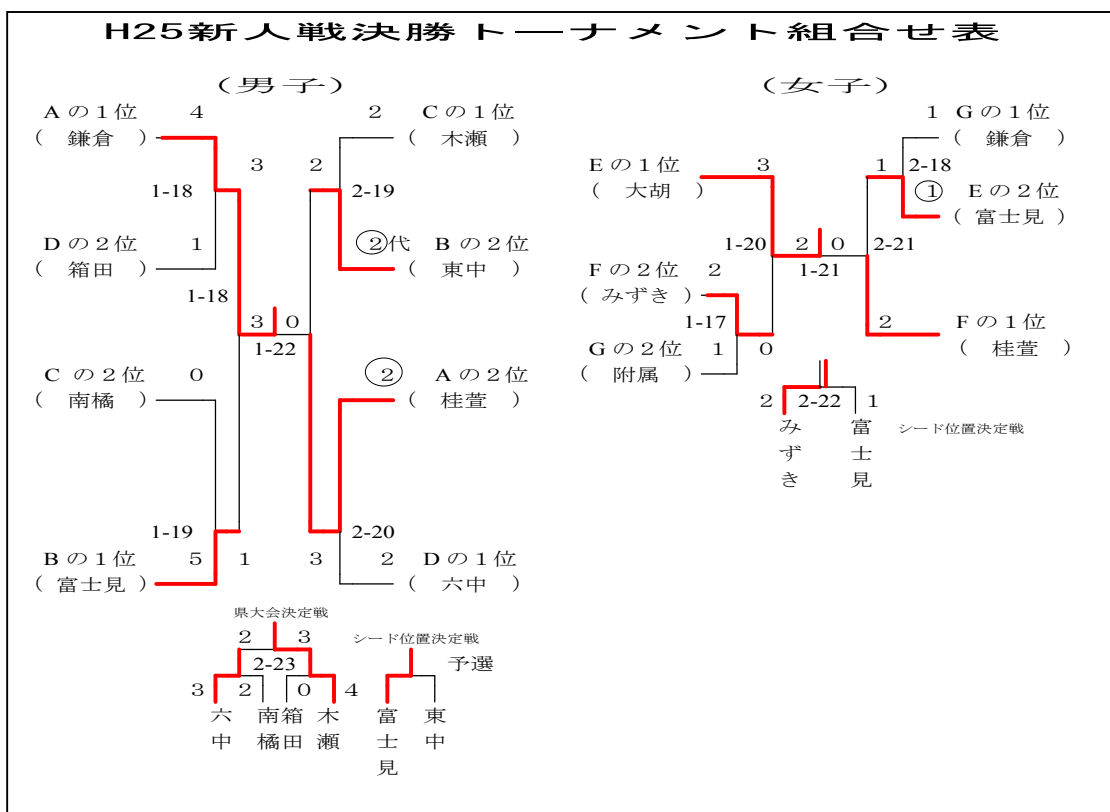 H25新人戦決勝トーナメント組合せ表
（男子）
Aの1位 4
（ 鎌倉 ）
2 Cの1位
（ 木瀬 ）
3 2
1-18 2-19
Dの2位 1
（ 箱田 ）
②代 Bの2位
（ 東中 ）
1-18
3 0
1-22
Cの2位 0
（ 南橘 ）
② Aの2位
（ 桂萱 ）
1-19 2-20
Bの1位 5 1
（ 富士見 ）
3 2 Dの1位
（ 六中 ）
県大会決定戦
2 3
2-23
3 2 0 4
六中
南橘
箱田
木瀬
シード位置決定戦
予選
富士見
東中
（女子）
1 Gの1位
（ 鎌倉 ）
Eの1位 3
（ 大胡 ）
1 2-18
① Eの2位
（ 富士見 ）
1-20 2 0 2-21
1-21
Fの2位 2
（ みずき ）
1-17
Gの2位 1 0
（ 附属 ）
2 Fの1位
（ 桂萱 ）
2 2-22 1
みずき
富士見
シード位置決定戦